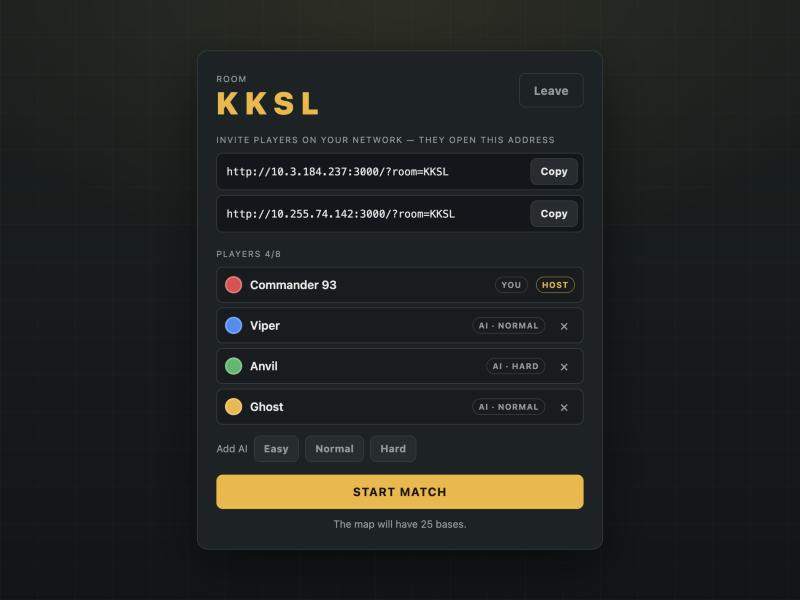 ROOM
KKSL
Leave
INVITE PLAYERS ON YOUR NETWORK — THEY OPEN THIS ADDRESS
http://10.3.184.237:3000/?room=KKSL
Copy
http://10.255.74.142:3000/?room=KKSL
Copy
PLAYERS 4/8
Commander 93 YOU HOST
Viper AI · NORMAL ×
Anvil AI · HARD ×
Ghost AI · NORMAL ×
Add AI Easy Normal Hard
START MATCH
The map will have 25 bases.